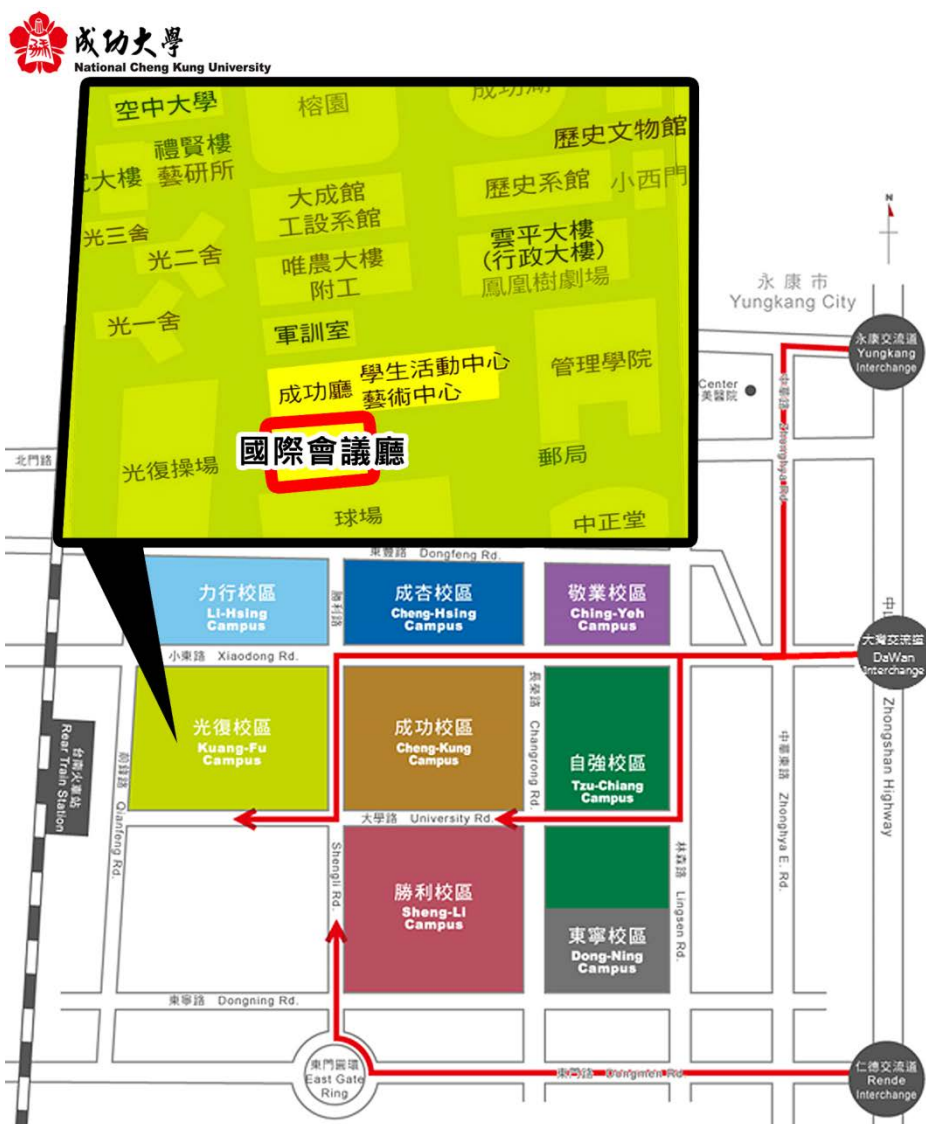 成功大學
National Cheng Kung University
空中大學
榕園
成功湖
歷史文物館
禮賢樓
藝研所
大樓
大成館
工設系館
歷史系館
小西門
光三舍
光二舍
唯農大樓
附工
雲平大樓
(行政大樓)
鳳凰樹劇場
光一舍
軍訓室
管理學院
成功廳
學生活動中心
藝術中心
國際會議廳
光復操場
郵局
球場
中正堂
N
永康市
Yungkang City
永康交流道
Yungkang
Interchange
中華路 Zhonghya Rd.
Center
美醫院
北門路
東豐路 Dongfeng Rd.
力行校區
Li-Hsing
Campus
勝利路
成杏校區
Cheng-Hsing
Campus
敬業校區
Ching-Yeh
Campus
小東路 Xiaodong Rd.
大灣交流道
DaWan
Interchange
光復校區
Kuang-Fu
Campus
成功校區
Cheng-Kung
Campus
長榮路 Changrong Rd.
自強校區
Tzu-Chiang
Campus
中華東路 Zhonghya E. Rd.
Zhongshan Highway
台南火車站
Rear Train Station
前鋒路 Qianfeng Rd.
大學路 University Rd.
Shengli Rd.
勝利校區
Sheng-Li
Campus
林森路 Lingsen Rd.
東寧校區
Dong-Ning
Campus
東寧路 Dongning Rd.
東門圓環
East Gate
Ring
東門路 Dongmen Rd
仁德交流道
Rende
Interchange